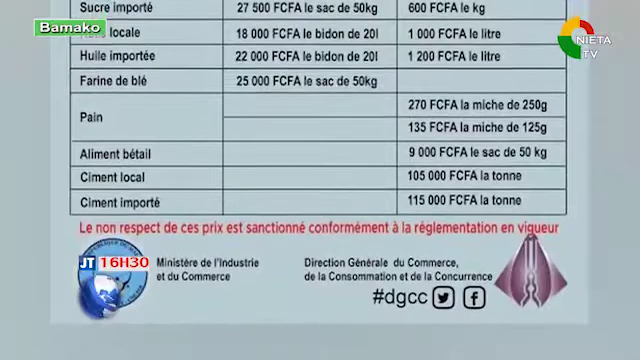 Bamako
NIETA
TV
Sucre importé 27 500 FCFA le sac de 50kg 600 FCFA le kg
locale 18 000 FCFA le bidon de 20l 1 000 FCFA le litre
Huile importée 22 000 FCFA le bidon de 20l 1 200 FCFA le litre
Farine de blé 25 000 FCFA le sac de 50kg
Pain 270 FCFA la miche de 250g
135 FCFA la miche de 125g
Aliment bétail 9 000 FCFA le sac de 50 kg
Ciment local 105 000 FCFA la tonne
Ciment importé 115 000 FCFA la tonne
Le non respect de ces prix est sanctionné conformément à la réglementation en vigueur
JT 16H30
Ministère de l'Industrie
et du Commerce
Direction Générale du Commerce,
de la Consommation et de la Concurrence
#dgcc